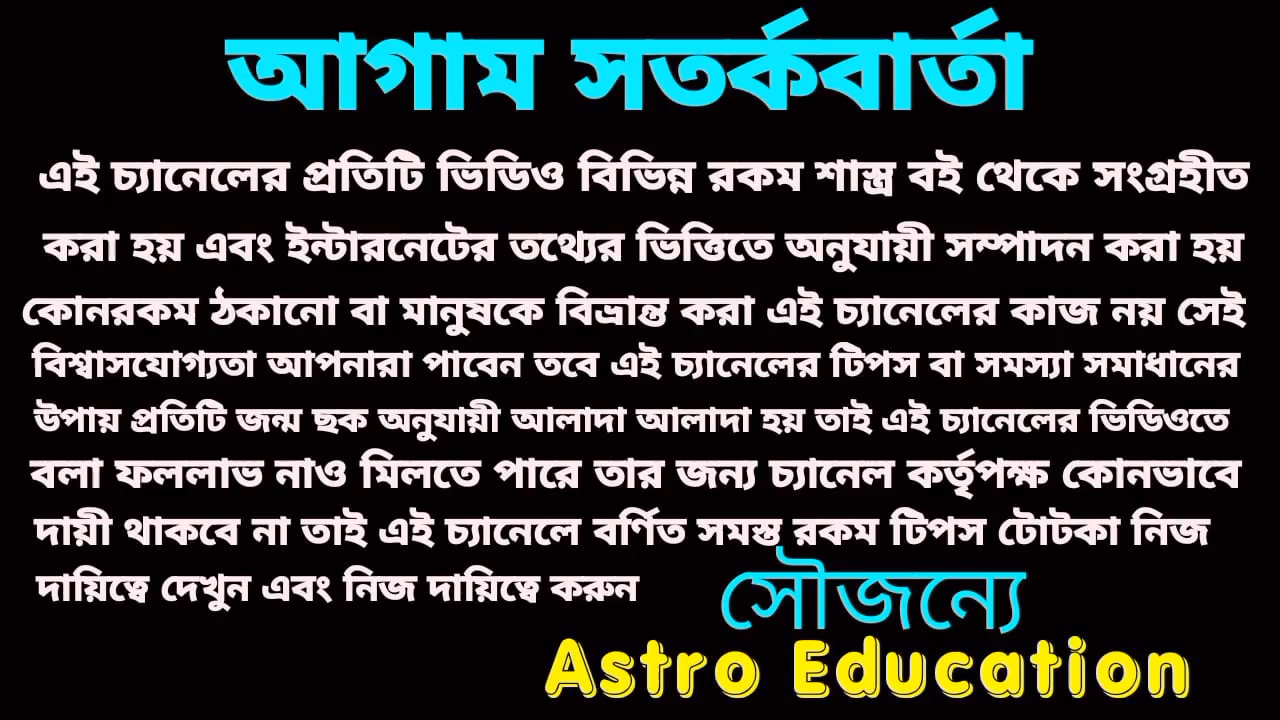 আগাম সতর্কবার্তা
এই চ্যানেলের প্রতিটি ভিডিও বিভিন্ন রকম শাস্ত্র বই থেকে সংগ্রহীত
করা হয় এবং ইন্টারনেটের তথ্যের ভিত্তিতে অনুযায়ী সম্পাদন করা হয়
কোনরকম ঠকানো বা মানুষকে বিভ্রান্ত করা এই চ্যানেলের কাজ নয় সেই
বিশ্বাসযোগ্যতা আপনারা পাবেন তবে এই চ্যানেলের টিপস বা সমস্যা সমাধানের
উপায় প্রতিটি জন্ম ছক অনুযায়ী আলাদা আলাদা হয় তাই এই চ্যানেলের ভিডিওতে
বলা ফললাভ নাও মিলতে পারে তার জন্য চ্যানেল কর্তৃপক্ষ কোনভাবে
দায়ী থাকবে না তাই এই চ্যানেলে বর্ণিত সমস্ত রকম টিপস টোটকা নিজ
দায়িত্বে দেখুন এবং নিজ দায়িত্বে করুন
সৌজন্যে
Astro Education